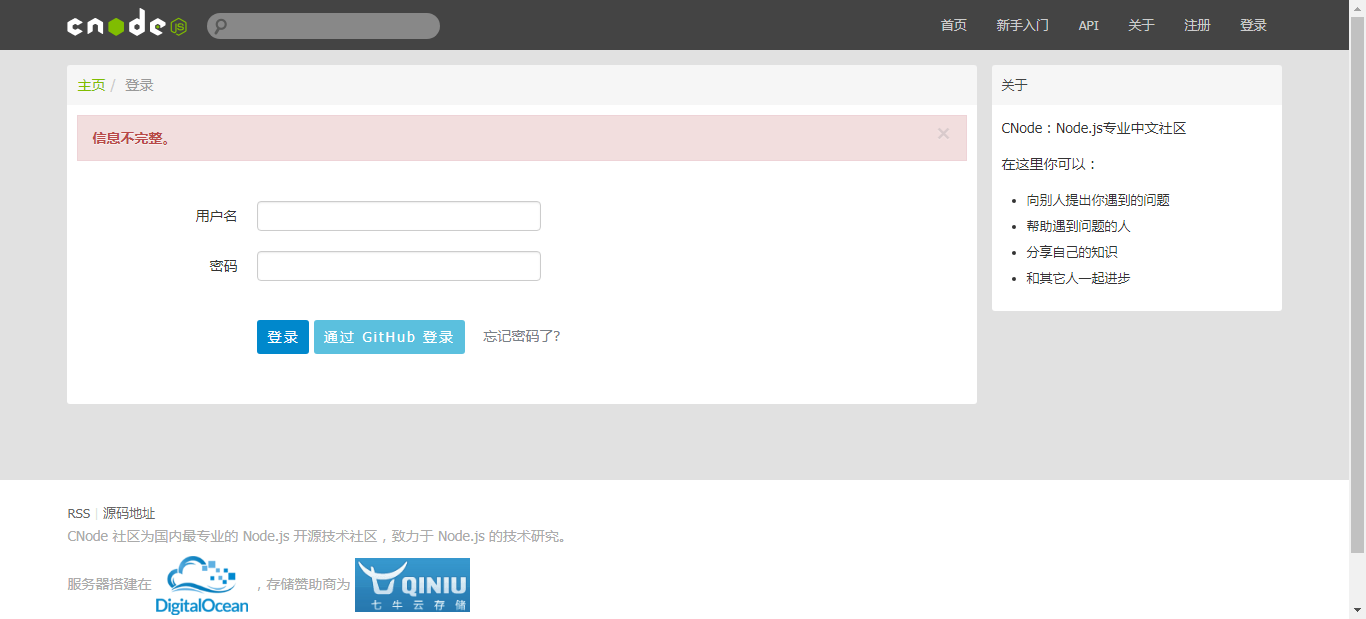 cnode JS
首页 新手入门 API 关于 注册 登录
主页 / 登录
信息不完整。
×
用户名
密码
登录 通过 GitHub 登录 忘记密码了?
关于
CNode：Node.js专业中文社区
在这里你可以：
向别人提出你遇到的问题
帮助遇到问题的人
分享自己的知识
和其它人一起进步
RSS | 源码地址
CNode 社区为国内最专业的 Node.js 开源技术社区，致力于 Node.js 的技术研究。
服务器搭建在 DigitalOcean ，存储赞助商为 QINIU 七牛云存储